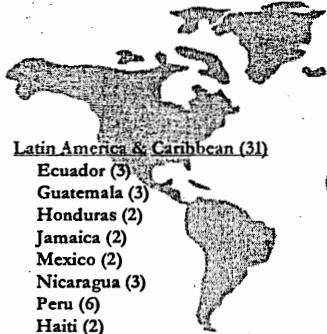 Latin America & Caribbean (31)
Ecuador (3)
Guatemala (3)
Honduras (2)
Jamaica (2)
Mexico (2)
Nicaragua (3)
Peru (6)
Haiti (2)